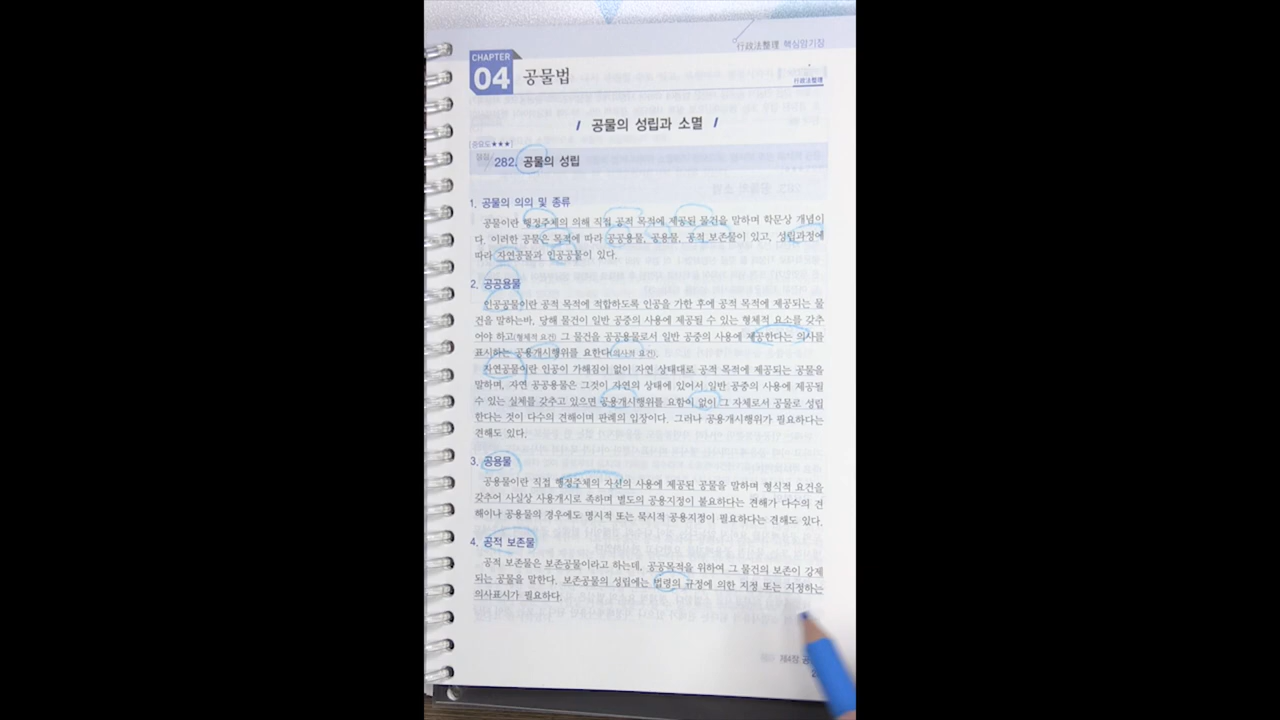 行政法整理 핵심암기장
CHAPTER
04 공물법
行政法整理
/ 공물의 성립과 소멸 /
[중요도★★★]
쟁점 282. 공물의 성립
1. 공물의 의의 및 종류
공물이란 행정주체의 의해 직접 공적 목적에 제공된 물건을 말하며 학문상 개념이
다. 이러한 공물은 목적에 따라 공공용물, 공용물, 공적 보존물이 있고, 성립과정에
따라 자연공물과 인공공물이 있다.
2. 공공용물
인공공물이란 공적 목적에 적합하도록 인공을 가한 후에 공적 목적에 제공되는 물
건을 말하는바, 당해 물건이 일반 공중의 사용에 제공될 수 있는 형체적 요소를 갖추
어야 하고(형체적 요건) 그 물건을 공공용물로서 일반 공중의 사용에 제공한다는 의사를
표시하는 공용개시행위를 요한다(의사적 요건).
자연공물이란 인공이 가해짐이 없이 자연 상태대로 공적 목적에 제공되는 공물을
말하며, 자연 공공용물은 그것이 자연의 상태에 있어서 일반 공중의 사용에 제공될
수 있는 실체를 갖추고 있으면 공용개시행위를 요함이 없이 그 자체로서 공물로 성립
한다는 것이 다수의 견해이며 판례의 입장이다. 그러나 공용개시행위가 필요하다는
견해도 있다.
3. 공용물
공용물이란 직접 행정주체의 자신의 사용에 제공된 공물을 말하며 형식적 요건을
갖추어 사실상 사용개시로 족하며 별도의 공용지정이 불요하다는 견해가 다수의 견
해이나 공용물의 경우에도 명시적 또는 묵시적 공용지정이 필요하다는 견해도 있다.
4. 공적 보존물
공적 보존물은 보존공물이라고 하는데, 공공목적을 위하여 그 물건의 보존이 강제
되는 공물을 말한다. 보존공물의 성립에는 법령의 규정에 의한 지정 또는 지정하는
의사표시가 필요하다.
제4장 공